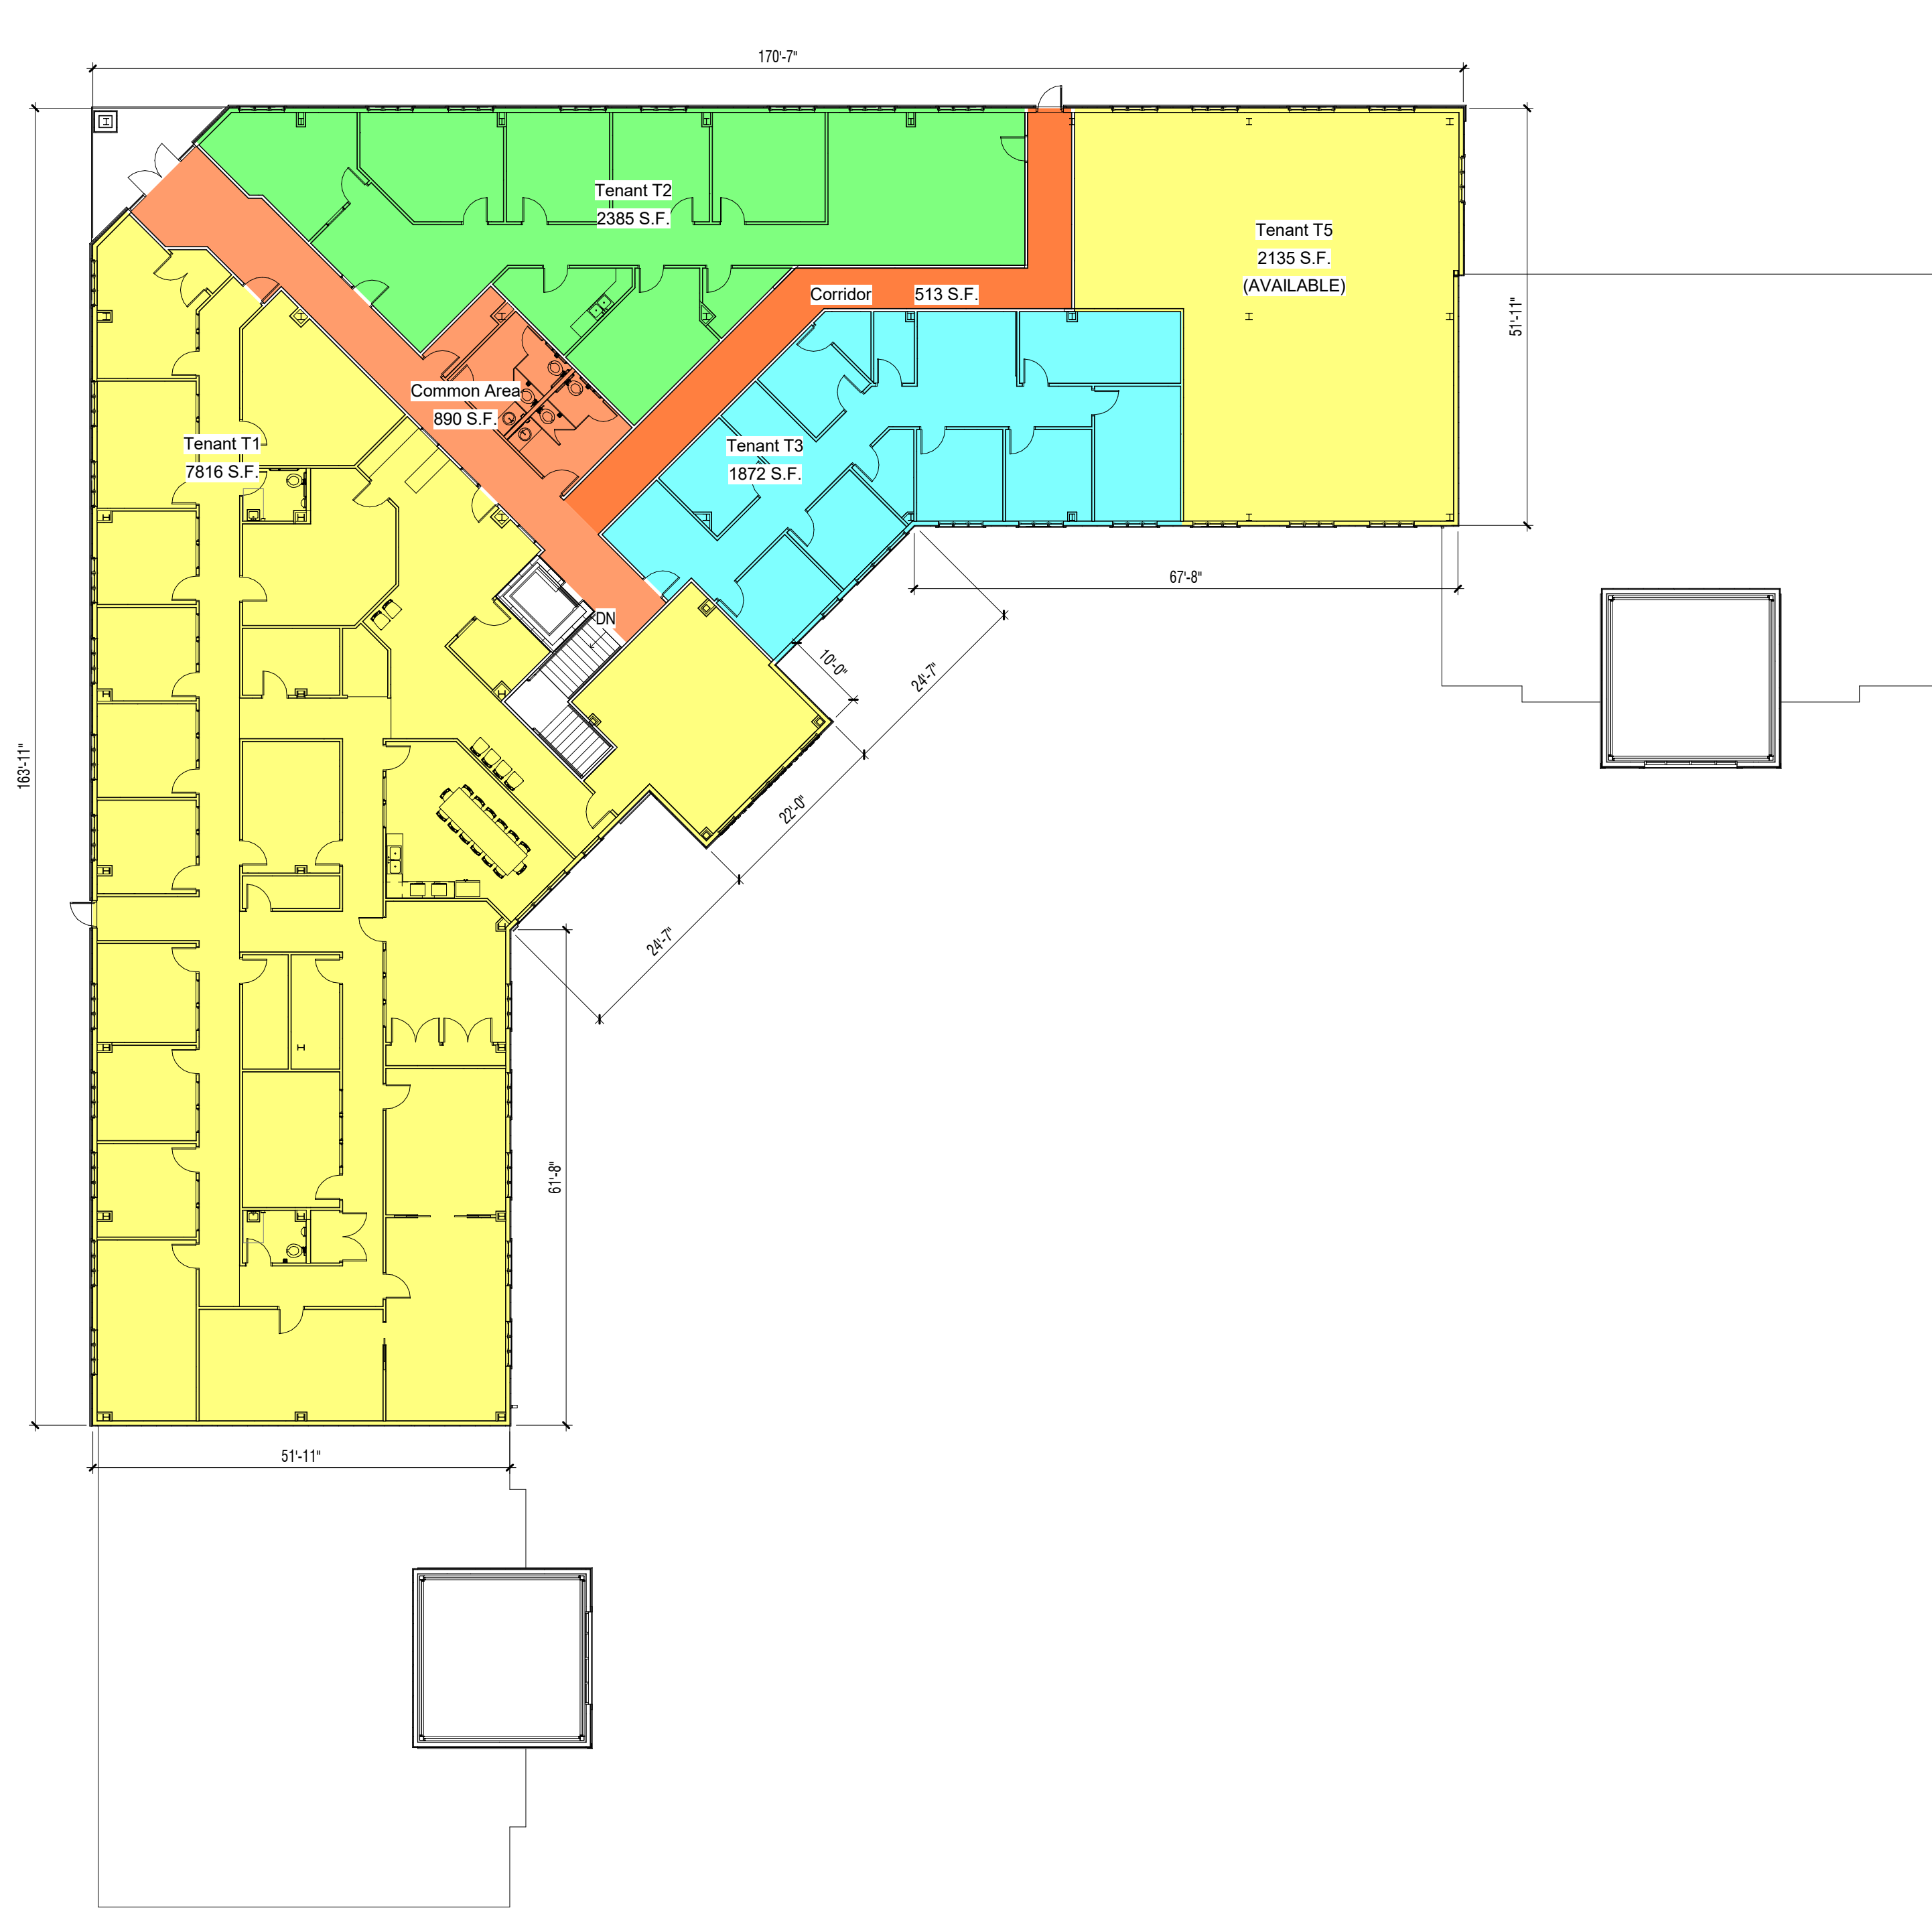 170'-7"
Tenant T2
2385 S.F.
Tenant T5
2135 S.F.
(AVAILABLE)
Corridor 513 S.F.
51'-11"
Common Area
890 S.F.
Tenant T1
7816 S.F.
Tenant T3
1872 S.F.
67'-8"
DN
10'-0"
24'-7"
163'-11"
22'-0"
24'-7"
61'-8"
51'-11"